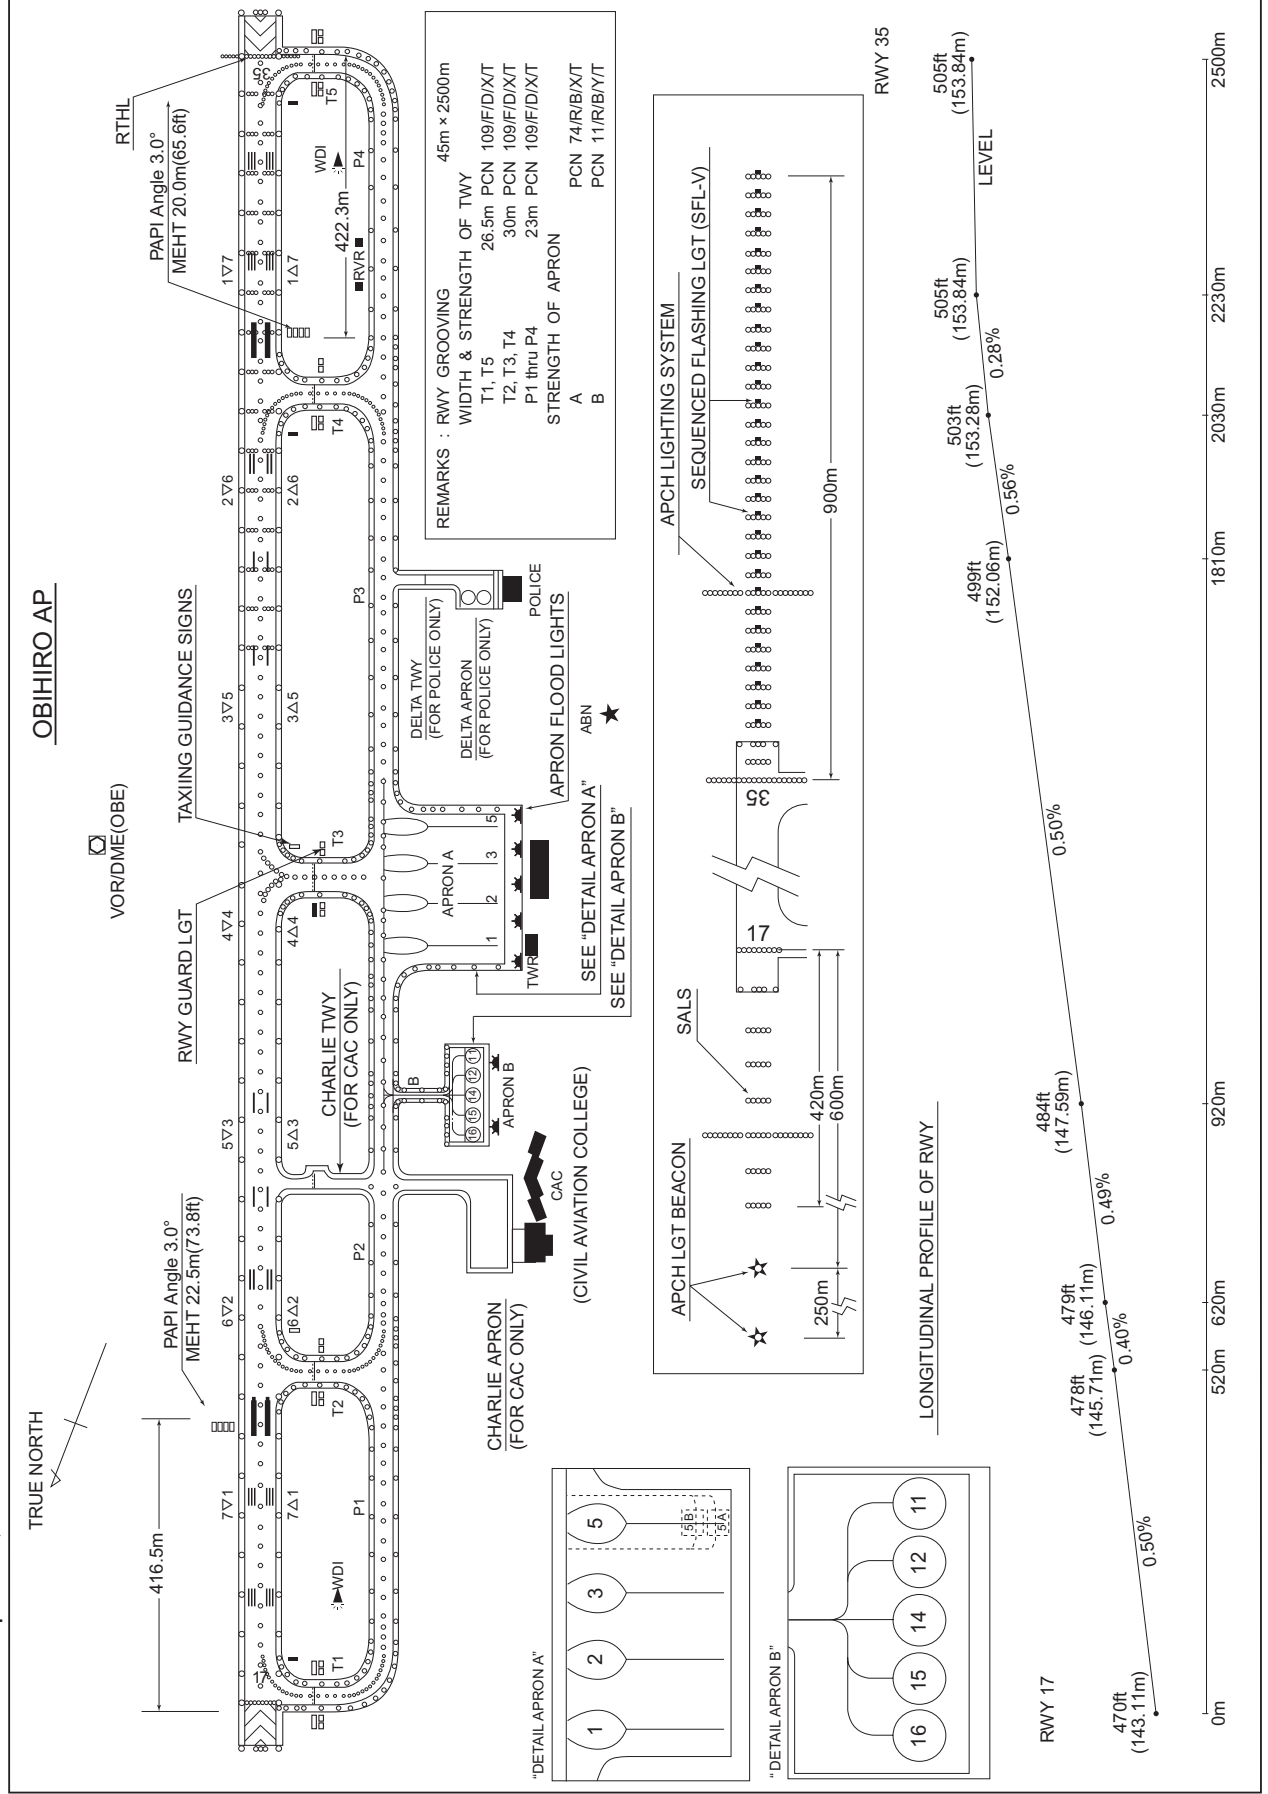 OBIHIRO AP
TRUE NORTH
VOR/DME(OBE)
416.5m
PAPI Angle 3.0°
MEHT 22.5m(73.8ft)
RWY GUARD LGT
TAXIING GUIDANCE SIGNS
PAPI Angle 3.0°
MEHT 20.0m(65.6ft)
RTHL
7▽1
6▽2
5▽3
4▽4
3▽5
2▽6
1▽7
17
35
7△1
6△2
5△3
4△4
3△5
2△6
1△7
WDI
T1
T2
T3
T4
T5
WDI
CHARLIE TWY
(FOR CAC ONLY)
422.3m
RVR
P1
P2
P3
P4
B
16
15
14
12
11
APRON B
APRON A
1
2
3
5
TWR
DELTA TWY
(FOR POLICE ONLY)
DELTA APRON
(FOR POLICE ONLY)
POLICE
APRON FLOOD LIGHTS
ABN
CHARLIE APRON
(FOR CAC ONLY)
CAC
(CIVIL AVIATION COLLEGE)
SEE “DETAIL APRON A”
SEE “DETAIL APRON B”
REMARKS : RWY GROOVING 45m × 2500m
WIDTH & STRENGTH OF TWY
T1, T5 26.5m PCN 109/F/D/X/T
T2, T3, T4 30m PCN 109/F/D/X/T
P1 thru P4 23m PCN 109/F/D/X/T
STRENGTH OF APRON
A PCN 74/R/B/X/T
B PCN 11/R/B/Y/T
“DETAIL APRON A”
1
2
3
5
5B
5A
“DETAIL APRON B”
16
15
14
12
11
APCH LGT BEACON
SALS
APCH LIGHTING SYSTEM
SEQUENCED FLASHING LGT (SFL-V)
17
35
250m
420m
600m
900m
LONGITUDINAL PROFILE OF RWY
RWY 17
RWY 35
470ft
(143.11m)
478ft
(145.71m)
479ft
(146.11m)
484ft
(147.59m)
499ft
(152.06m)
503ft
(153.28m)
505ft
(153.84m)
505ft
(153.84m)
0.50%
0.40%
0.49%
0.50%
0.56%
0.28%
LEVEL
0m
520m
620m
920m
1810m
2030m
2230m
2500m